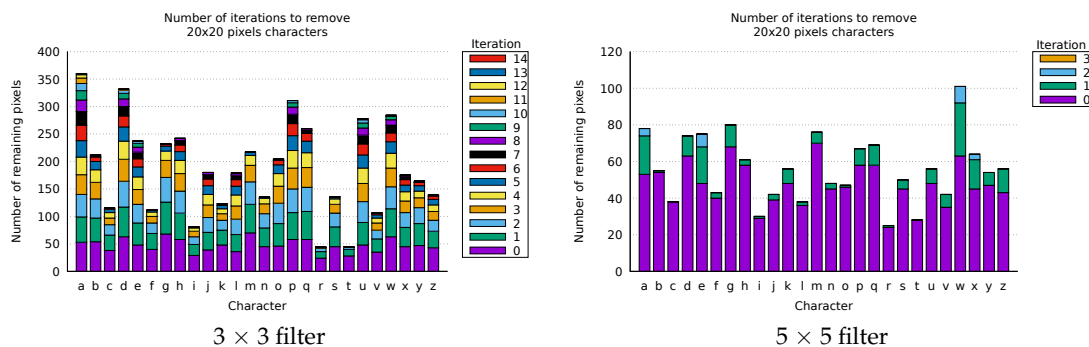 Number of iterations to remove
20x20 pixels characters
Number of remaining pixels
400
350
300
250
200
150
100
50
0
a b c d e f g h i j k l m n o p q r s t u v w x y z
Character
Iteration
14
13
12
11
10
9
8
7
6
5
4
3
2
1
0
3 × 3 filter
Number of iterations to remove
20x20 pixels characters
Number of remaining pixels
120
100
80
60
40
20
0
a b c d e f g h i j k l m n o p q r s t u v w x y z
Character
Iteration
3
2
1
0
5 × 5 filter